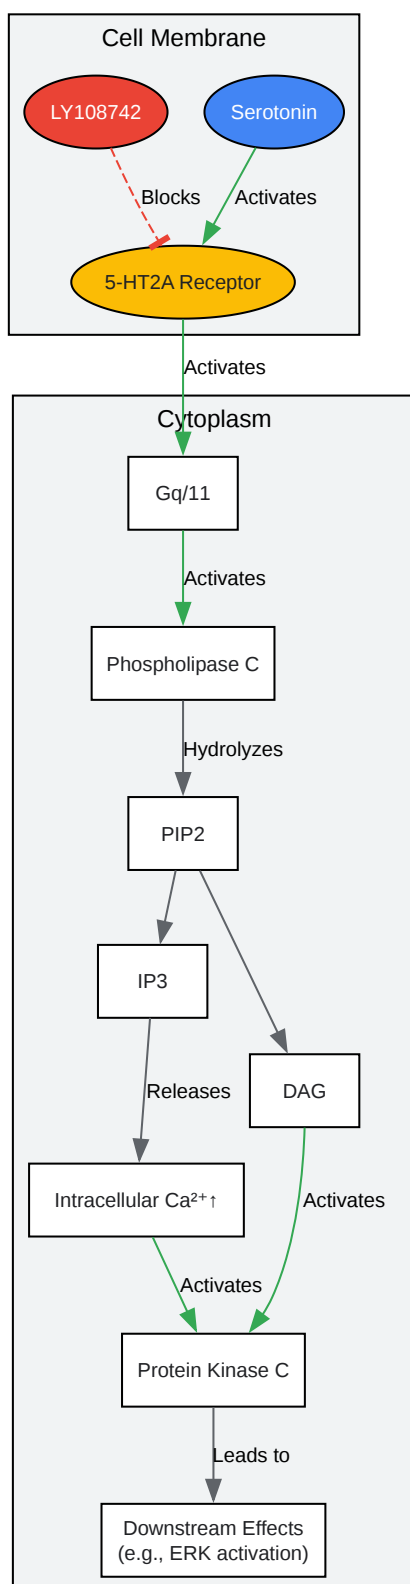 Cell Membrane
LY108742
Serotonin
Blocks
Activates
5-HT2A Receptor
Activates
Cytoplasm
Gq/11
Activates
Phospholipase C
Hydrolyzes
PIP2
IP3
Releases
DAG
Intracellular Ca²⁺↑
Activates
Activates
Protein Kinase C
Leads to
Downstream Effects
(e.g., ERK activation)